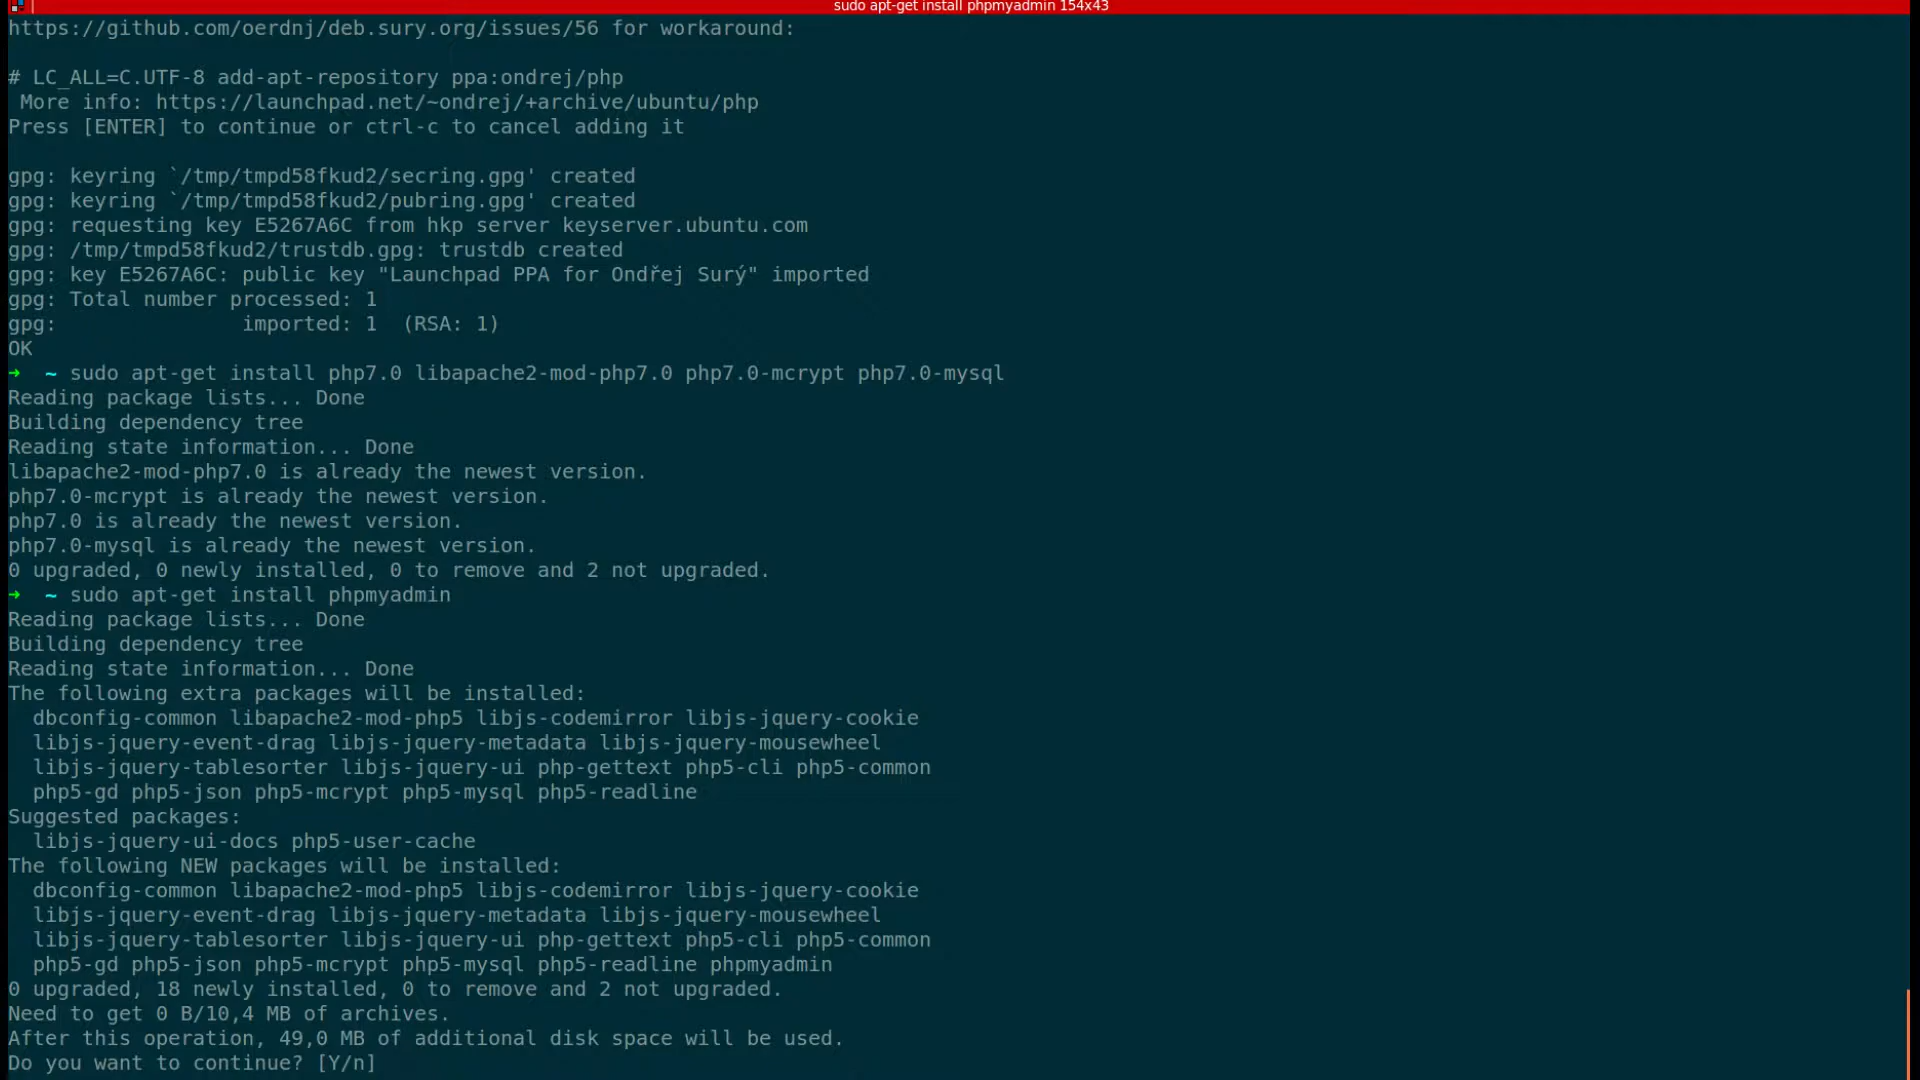 sudo apt-get install phpmyadmin 154x43
https://github.com/oerdnj/deb.sury.org/issues/56 for workaround:
# LC_ALL=C.UTF-8 add-apt-repository ppa:ondrej/php
 More info: https://launchpad.net/~ondrej/+archive/ubuntu/php
Press [ENTER] to continue or ctrl-c to cancel adding it
gpg: keyring `/tmp/tmpd58fkud2/secring.gpg' created
gpg: keyring `/tmp/tmpd58fkud2/pubring.gpg' created
gpg: requesting key E5267A6C from hkp server keyserver.ubuntu.com
gpg: /tmp/tmpd58fkud2/trustdb.gpg: trustdb created
gpg: key E5267A6C: public key "Launchpad PPA for Ondřej Surý" imported
gpg: Total number processed: 1
gpg:               imported: 1  (RSA: 1)
OK
➜  ~ sudo apt-get install php7.0 libapache2-mod-php7.0 php7.0-mcrypt php7.0-mysql
Reading package lists... Done
Building dependency tree
Reading state information... Done
libapache2-mod-php7.0 is already the newest version.
php7.0-mcrypt is already the newest version.
php7.0 is already the newest version.
php7.0-mysql is already the newest version.
0 upgraded, 0 newly installed, 0 to remove and 2 not upgraded.
➜  ~ sudo apt-get install phpmyadmin
Reading package lists... Done
Building dependency tree
Reading state information... Done
The following extra packages will be installed:
  dbconfig-common libapache2-mod-php5 libjs-codemirror libjs-jquery-cookie
  libjs-jquery-event-drag libjs-jquery-metadata libjs-jquery-mousewheel
  libjs-jquery-tablesorter libjs-jquery-ui php-gettext php5-cli php5-common
  php5-gd php5-json php5-mcrypt php5-mysql php5-readline
Suggested packages:
  libjs-jquery-ui-docs php5-user-cache
The following NEW packages will be installed:
  dbconfig-common libapache2-mod-php5 libjs-codemirror libjs-jquery-cookie
  libjs-jquery-event-drag libjs-jquery-metadata libjs-jquery-mousewheel
  libjs-jquery-tablesorter libjs-jquery-ui php-gettext php5-cli php5-common
  php5-gd php5-json php5-mcrypt php5-mysql php5-readline phpmyadmin
0 upgraded, 18 newly installed, 0 to remove and 2 not upgraded.
Need to get 0 B/10,4 MB of archives.
After this operation, 49,0 MB of additional disk space will be used.
Do you want to continue? [Y/n]